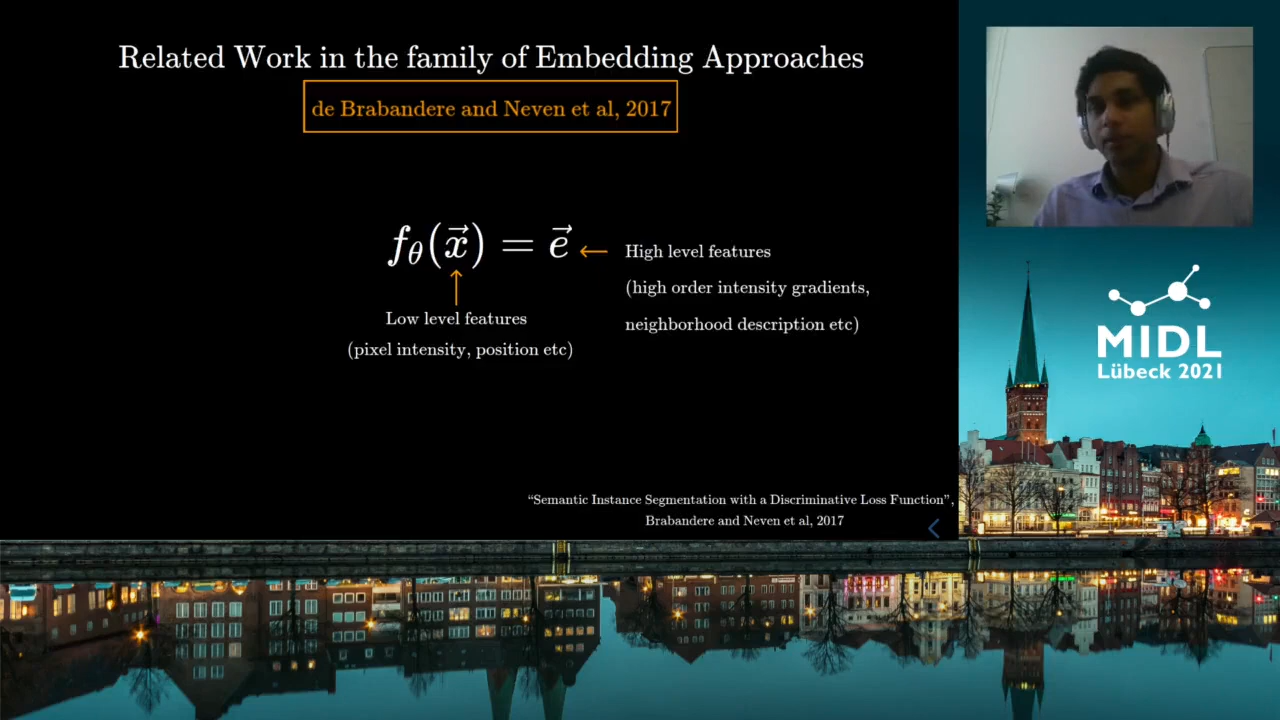 Related Work in the family of Embedding Approaches
de Brabandere and Neven et al, 2017
f_θ(x⃗) = e⃗
High level features
(high order intensity gradients,
neighborhood description etc)
Low level features
(pixel intensity, position etc)
“Semantic Instance Segmentation with a Discriminative Loss Function”,
Brabandere and Neven et al, 2017
MIDL
Lübeck 2021